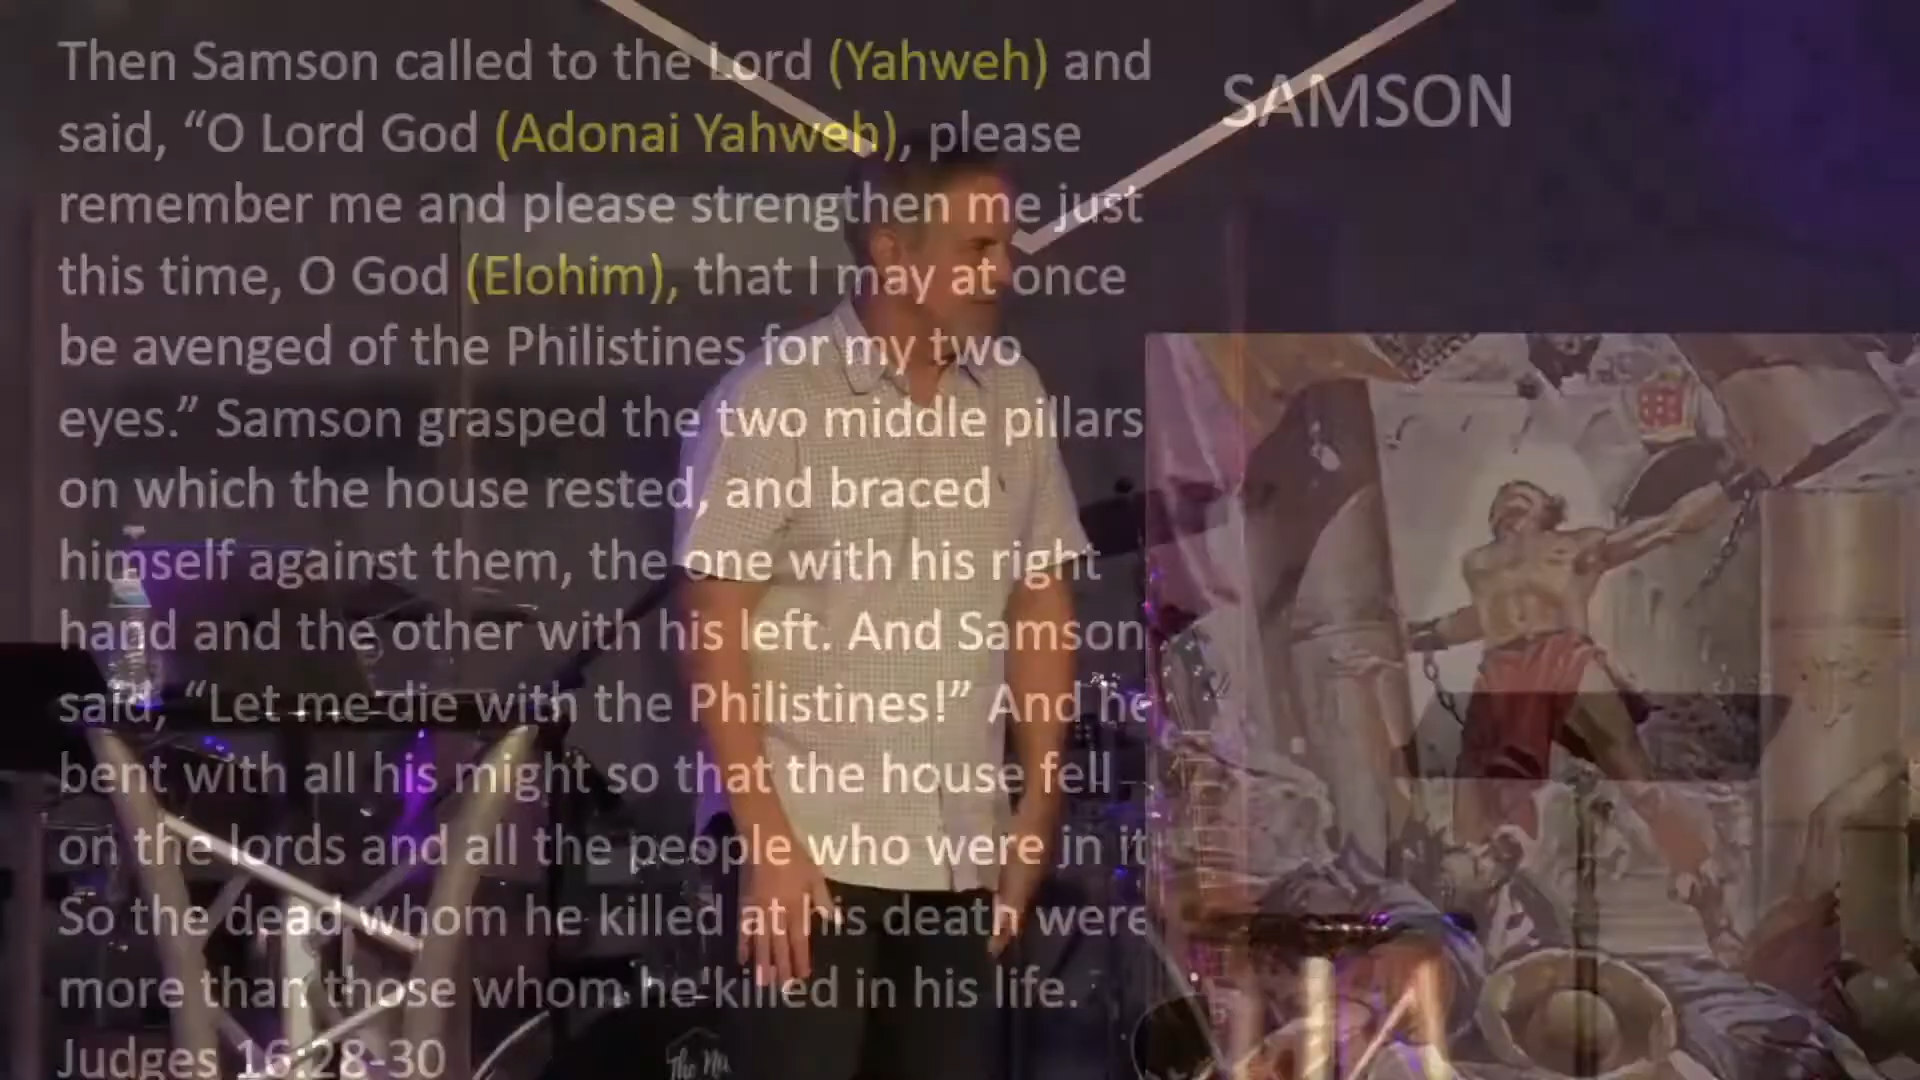 Then Samson called to the Lord (Yahweh) and
said, “O Lord God (Adonai Yahweh), please
remember me and please strengthen me just
this time, O God (Elohim), that I may at once
be avenged of the Philistines for my two
eyes.” Samson grasped the two middle pillars
on which the house rested, and braced
himself against them, the one with his right
hand and the other with his left. And Samson
said, “Let me die with the Philistines!” And he
bent with all his might so that the house fell
on the lords and all the people who were in it
So the dead whom he killed at his death were
more than those whom he killed in his life.
Judges 16:28-30
SAMSON
The